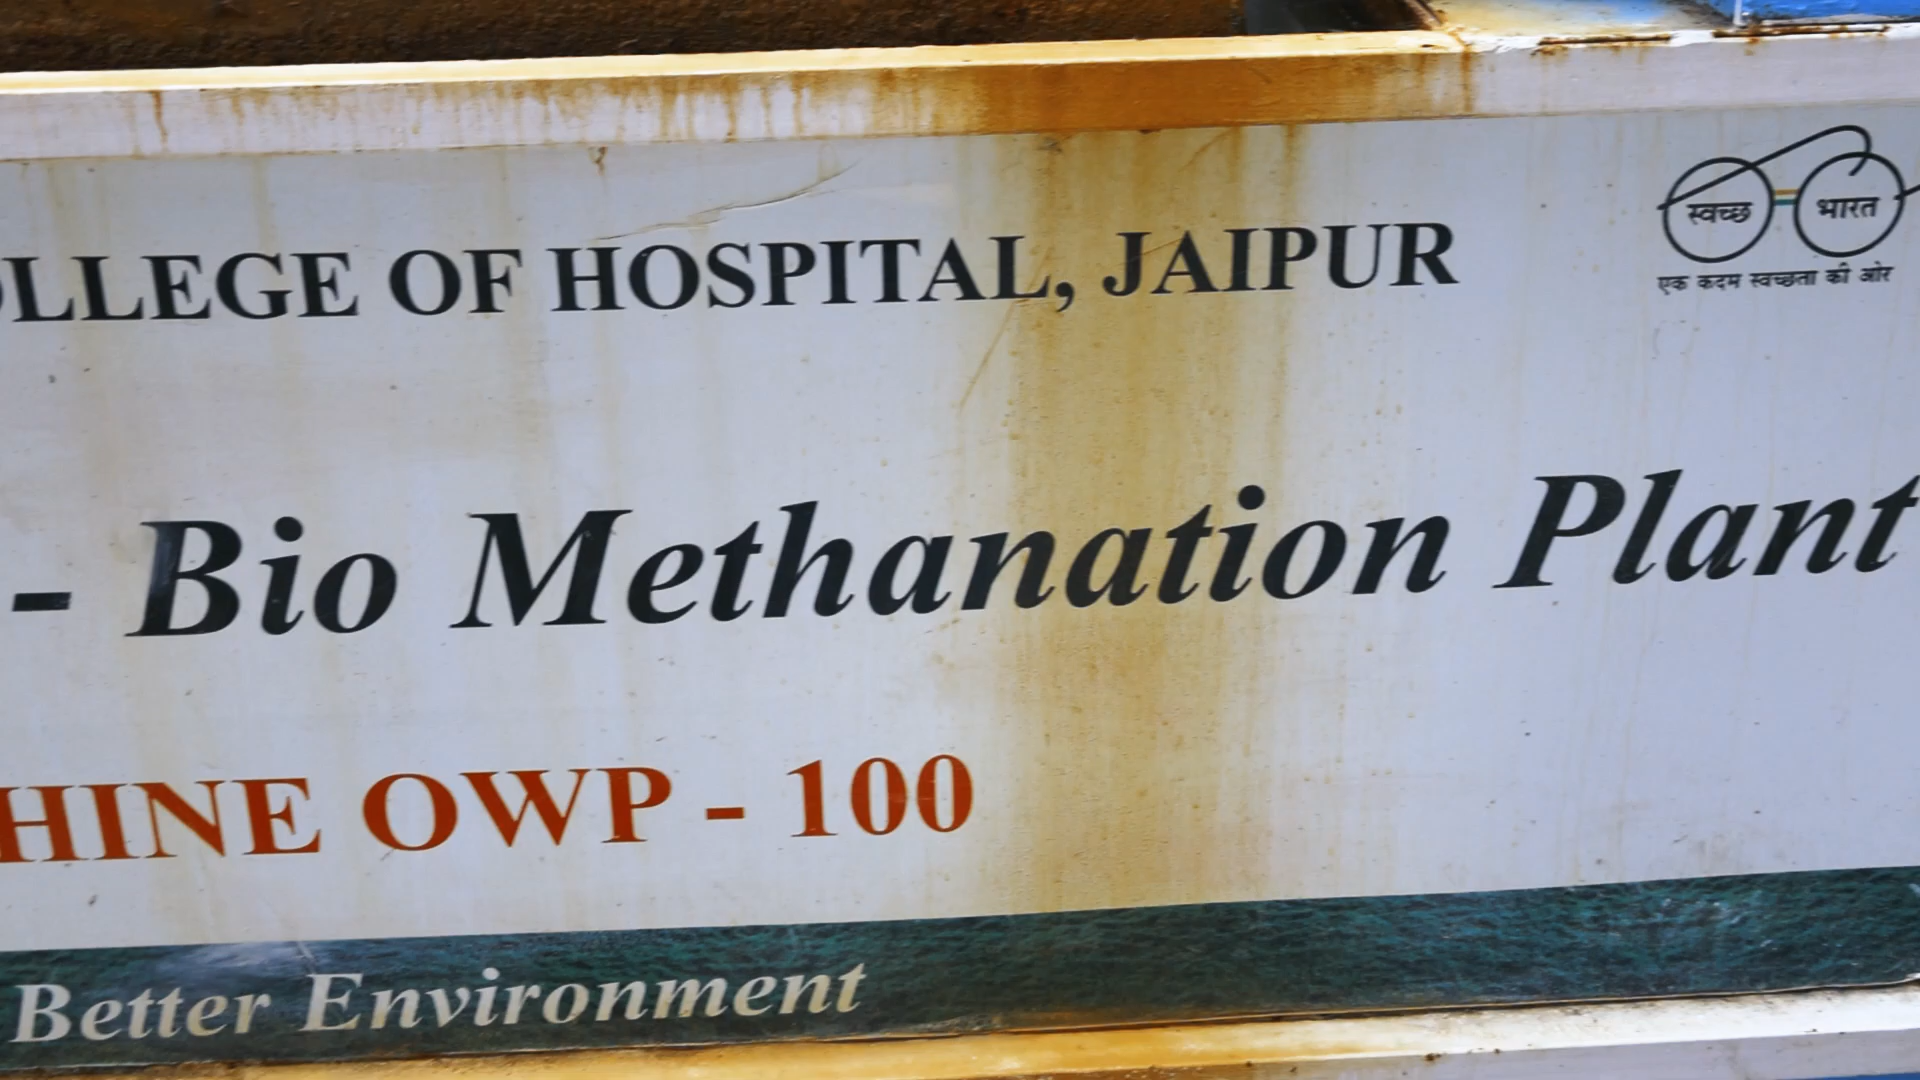 OLLEGE OF HOSPITAL, JAIPUR
स्वच्छ भारत
एक कदम स्वच्छता की ओर
- Bio Methanation Plant
HINE OWP - 100
Better Environment